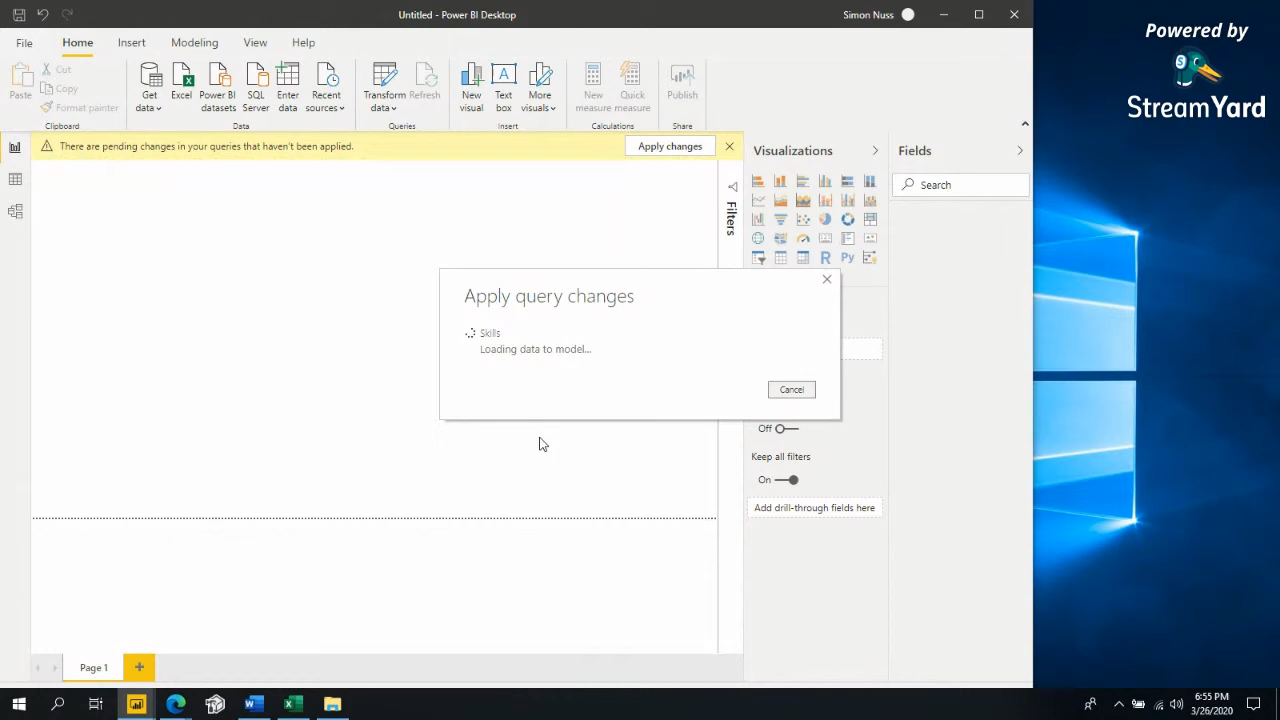 Untitled - Power BI Desktop
Simon Nuss
Powered by
StreamYard
File Home Insert Modeling View Help
Paste
Cut
Copy
Format painter
Clipboard
Get data
Excel
Power BI datasets
SQL Server
Enter data
Recent sources
Data
Transform data
Refresh
Queries
New visual
Text box
More visuals
Insert
New measure
Quick measure
Calculations
Publish
Share
There are pending changes in your queries that haven't been applied.
Apply changes
Filters
Visualizations
R
Py
Fields
Search
Apply query changes
Skills
Loading data to model...
Cancel
Off
Keep all filters
On
Add drill-through fields here
Page 1
6:55 PM
3/26/2020